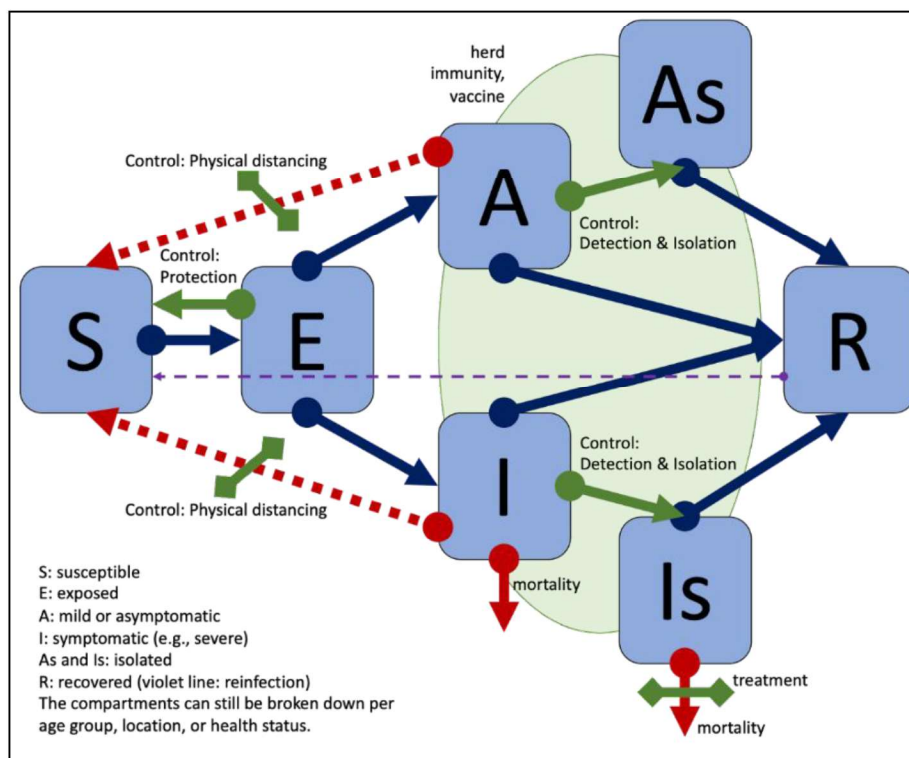 herd
immunity,
vaccine
As
Control: Physical distancing
A
Control:
Detection & Isolation
Control:
Protection
S
E
R
Control:
Detection & Isolation
I
Control: Physical distancing
Is
mortality
S: susceptible
E: exposed
A: mild or asymptomatic
I: symptomatic (e.g., severe)
As and Is: isolated
R: recovered (violet line: reinfection)
The compartments can still be broken down per
age group, location, or health status.
treatment
mortality